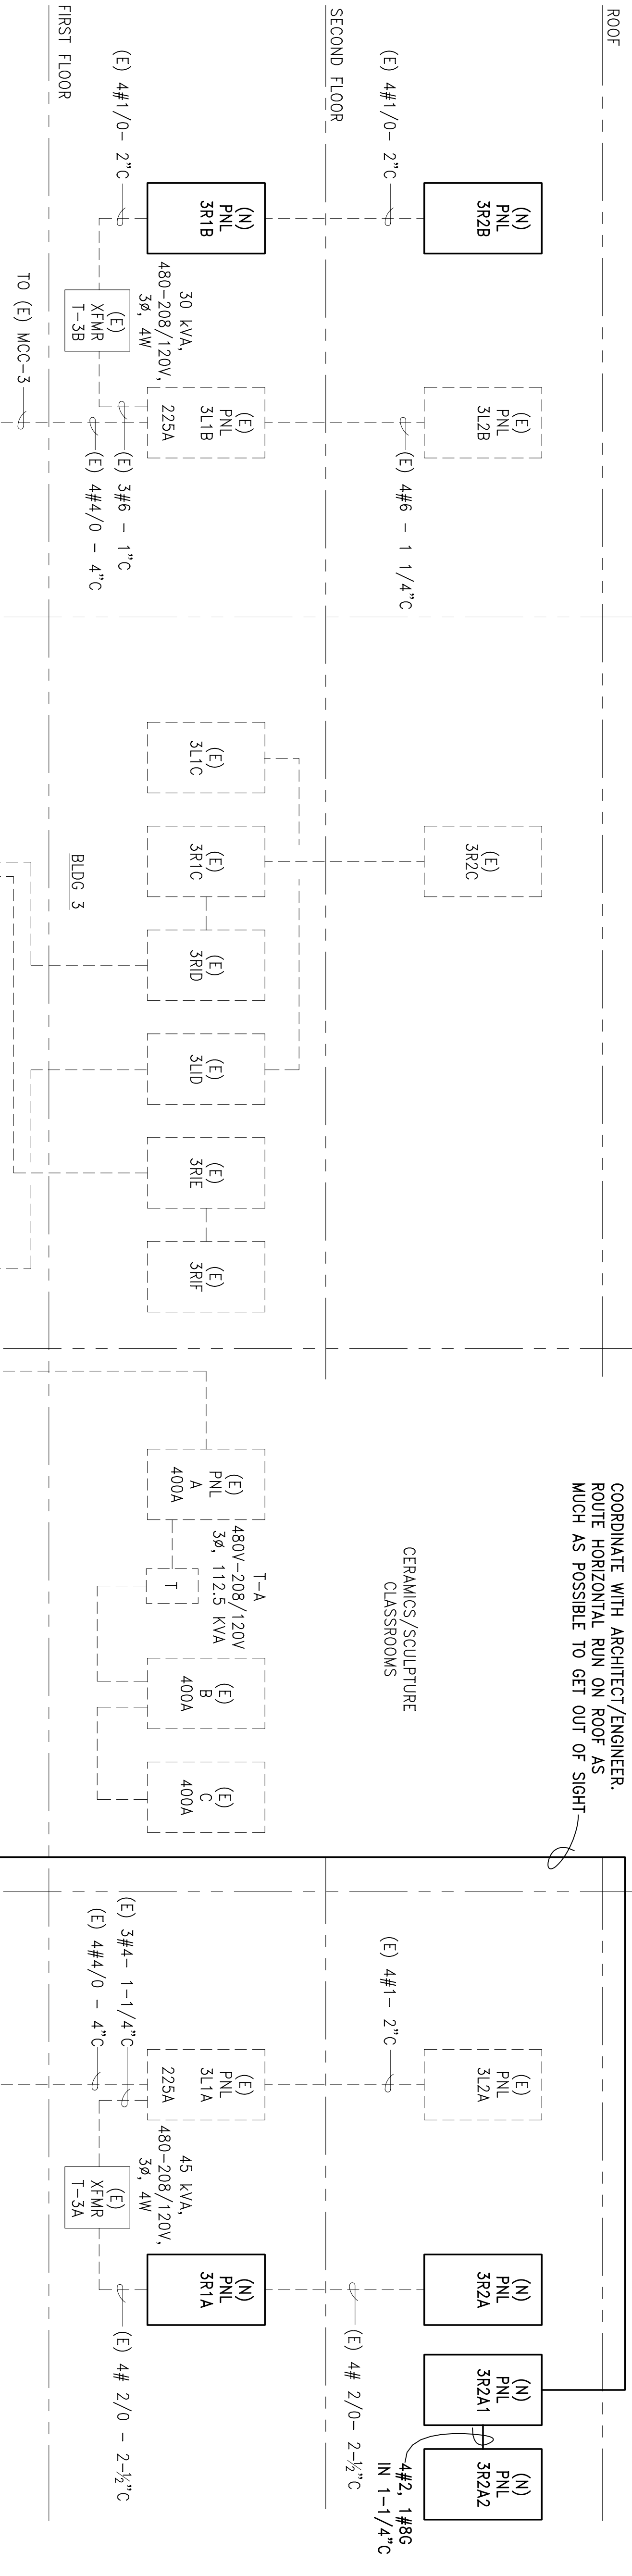 ROOF
SECOND FLOOR
FIRST FLOOR
(E) 4#1/0- 2"C
(E) 4#1/0- 2"C
(N)
PNL
3R2B
(N)
PNL
3R1B
30 kVA,
480-208/120V,
3ø, 4W
(E)
XFMR
T-3B
TO (E) MCC-3
(E)
PNL
3L2B
(E)
PNL
3L1B
225A
(E) 4#6 - 1 1/4"C
(E) 3#6 - 1"C
(E) 4#4/0 - 4"C
(E)
3L1C
(E)
3R2C
(E)
3R1C
BLDG 3
(E)
3RID
(E)
3LID
(E)
3RIE
(E)
3RIF
COORDINATE WITH ARCHITECT/ENGINEER.
ROUTE HORIZONTAL RUN ON ROOF AS
MUCH AS POSSIBLE TO GET OUT OF SIGHT
CERAMICS/SCULPTURE
CLASSROOMS
(E)
PNL
A
400A
T-A
480V-208/120V
3ø, 112.5 KVA
T
(E)
B
400A
(E)
C
400A
(E) 4#1- 2"C
(E) 3#4- 1-1/4"C
(E) 4#4/0 - 4"C
(E)
PNL
3L2A
(E)
PNL
3L1A
225A
45 kVA,
480-208/120V,
3ø, 4W
(E)
XFMR
T-3A
(N)
PNL
3R2A
(N)
PNL
3R1A
(E) 4# 2/0- 2-½"C
(E) 4# 2/0 - 2-½"C
(N)
PNL
3R2A1
(N)
PNL
3R2A2
4#2, 1#8G
IN 1-1/4"C